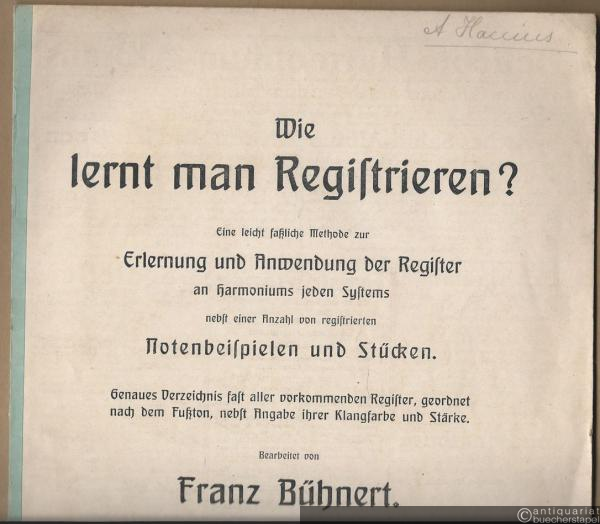 Wie
lernt man Regiſtrieren?
Eine leicht faßliche Methode zur
Erlernung und Anwendung der Regiſter
an Harmoniums jeden Syſtems
nebſt einer Anzahl von regiſtrierten
Notenbeiſpielen und Stücken.
Genaues Verzeichnis faſt aller vorkommenden Regiſter, geordnet
nach dem Fußton, nebſt Angabe ihrer Klangfarbe und Stärke.
Bearbeitet von
Franz Bühnert.
©antiquariat
buecherstapel